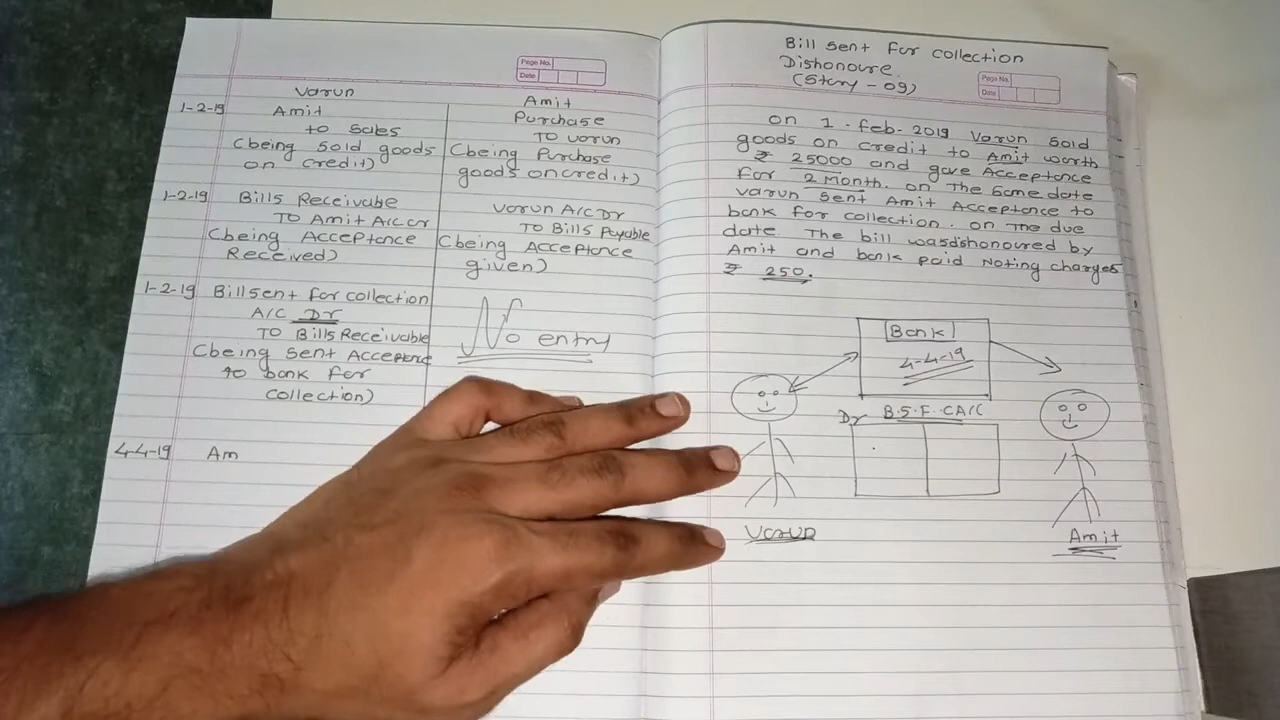 Varun
Amit
1-2-19 Amit
to sales
(being sold goods
on credit)
Purchase
To varun
(being Purchase
goods on credit)
1-2-19 Bills Receivable
To Amit A/C cr
(being Acceptance
Received)
varun A/C Dr
To Bills Payable
(being Acceptance
given)
1-2-19 Bill sent for collection
A/C Dr
To Bills Receivable
(being sent Acceptance
to bank for
collection)
No entry
4-4-19 Am
Page No.
Date
Bill sent for collection
Dishonoure.
(Story - 09)
Page No.
Date
on 1-feb-2019 varun sold
goods on credit to Amit worth
₹ 25000 and gave Acceptance
for 2 Month. on The same date
varun sent Amit Acceptance to
bank for collection. on The due
date The bill was dishonoured by
Amit and bank paid Noting charges
₹ 250.
Bank
4-4-19
Dr B.S.F.C A/C
Varun
Amit